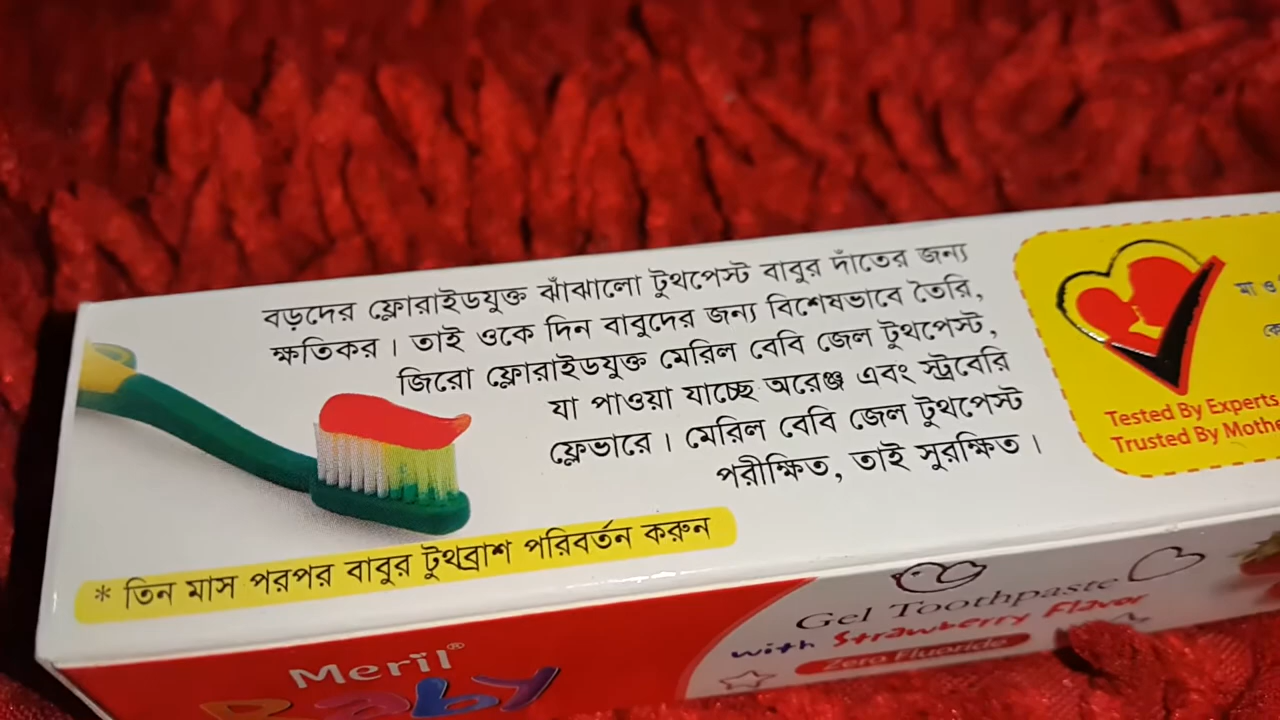 বড়দের ফ্লোরাইডযুক্ত ঝাঁঝালো টুথপেস্ট বাবুর দাঁতের জন্য
ক্ষতিকর। তাই ওকে দিন বাবুদের জন্য বিশেষভাবে তৈরি,
জিরো ফ্লোরাইডযুক্ত মেরিল বেবি জেল টুথপেস্ট,
যা পাওয়া যাচ্ছে অরেঞ্জ এবং স্ট্রবেরি
ফ্লেভারে। মেরিল বেবি জেল টুথপেস্ট
পরীক্ষিত, তাই সুরক্ষিত।
* তিন মাস পরপর বাবুর টুথব্রাশ পরিবর্তন করুন
মা ও
Tested By Experts
Trusted By Mothe
Meril®
Baby
Gel Toothpaste
with Strawberry Flavor
Zero Fluoride